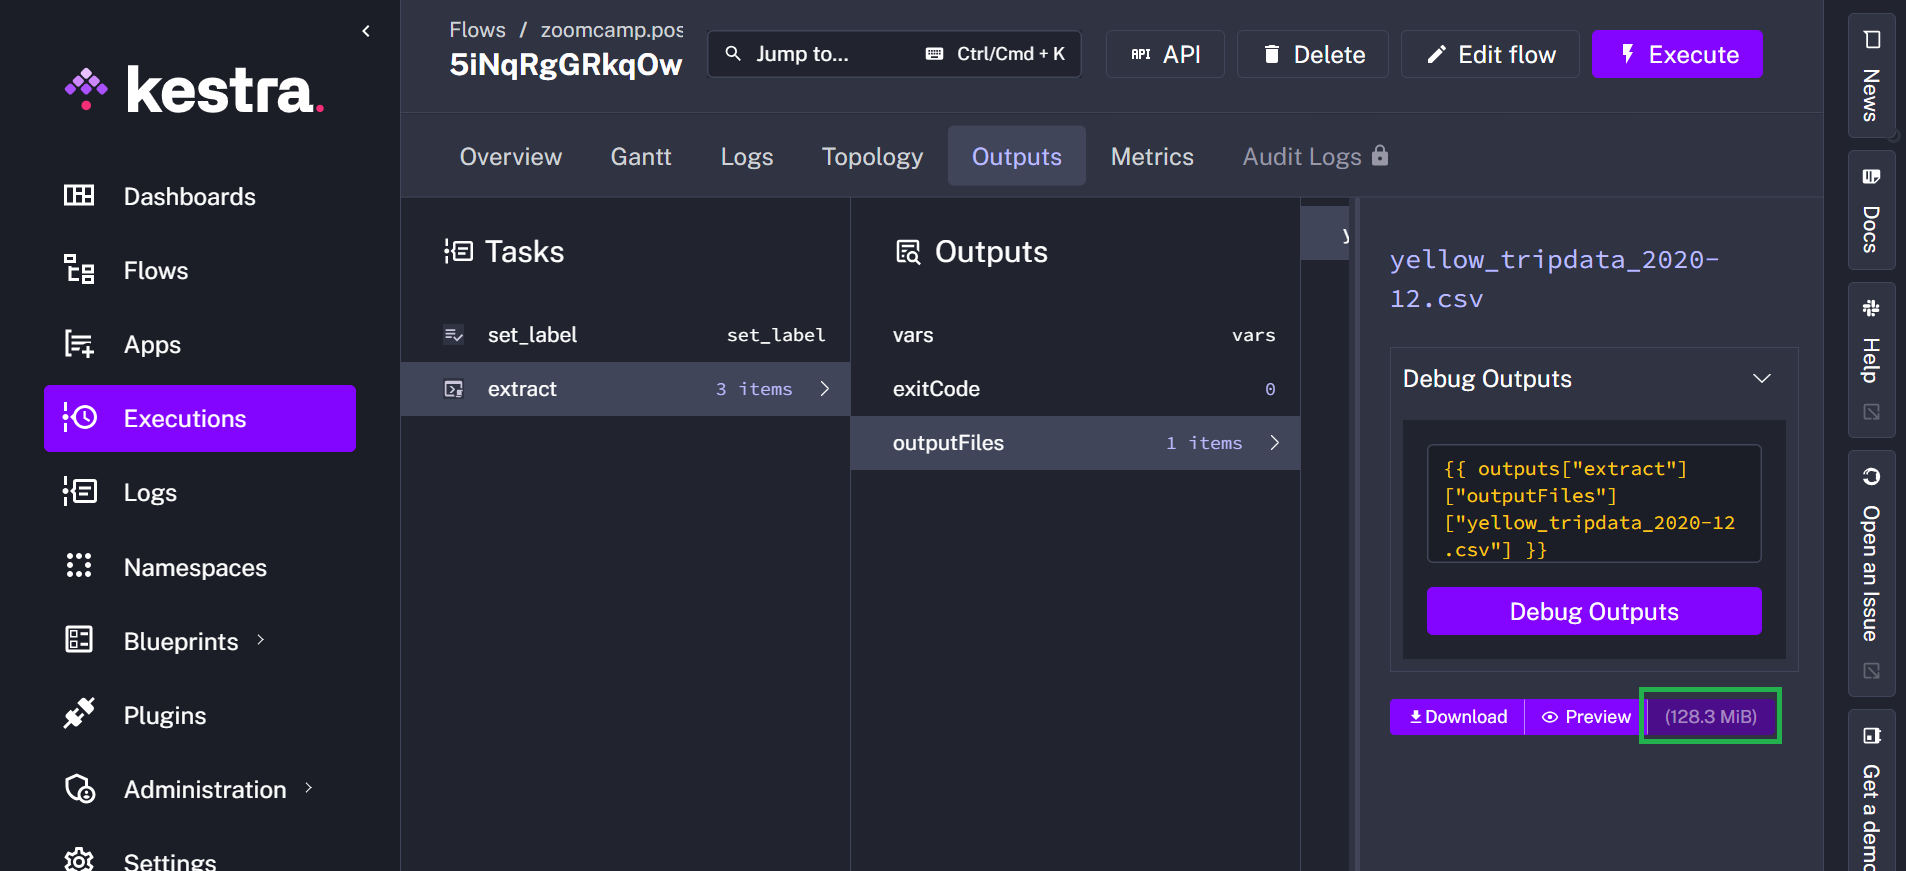 kestra.
Dashboards
Flows
Apps
Executions
Logs
Namespaces
Blueprints
Plugins
Administration
Settings
Flows / zoomcamp.pos
5iNqRgGRkqOw
Jump to...
Ctrl/Cmd + K
API API
Delete
Edit flow
Execute
Overview
Gantt
Logs
Topology
Outputs
Metrics
Audit Logs
Tasks
set_label set_label
extract 3 items
Outputs
vars vars
exitCode 0
outputFiles 1 items
y
yellow_tripdata_2020-
12.csv
Debug Outputs
{{ outputs["extract"]
["outputFiles"]
["yellow_tripdata_2020-12
.csv"] }}
Debug Outputs
Download
Preview
(128.3 MiB)
News
Docs
Help
Open an Issue
Get a demo